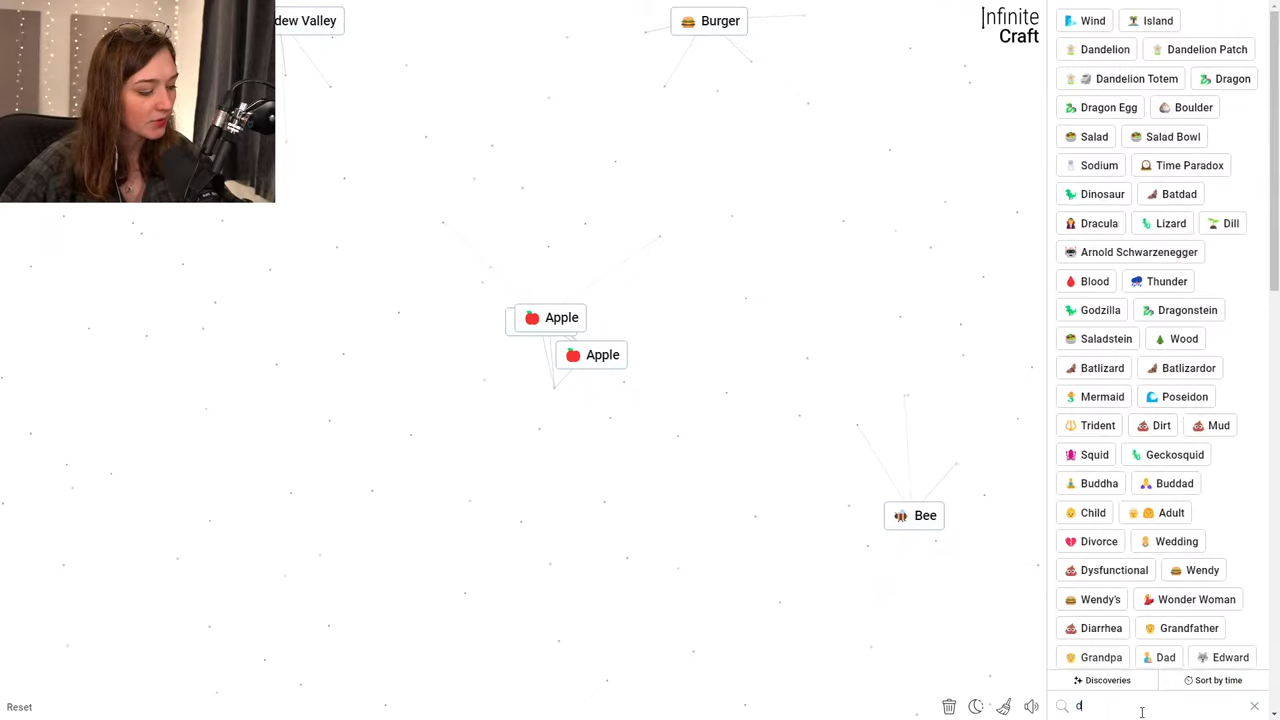 dew Valley
Burger
Infinite
Craft
Wind Island
Dandelion Dandelion Patch
Dandelion Totem Dragon
Dragon Egg Boulder
Salad Salad Bowl
Sodium Time Paradox
Dinosaur Batdad
Dracula Lizard Dill
Arnold Schwarzenegger
Blood Thunder
Godzilla Dragonstein
Saladstein Wood
Batlizard Batlizardor
Mermaid Poseidon
Trident Dirt Mud
Squid Geckosquid
Buddha Buddad
Child Adult
Divorce Wedding
Dysfunctional Wendy
Wendy's Wonder Woman
Diarrhea Grandfather
Grandpa Dad Edward
Apple
Apple
Bee
Discoveries Sort by time
Reset
d